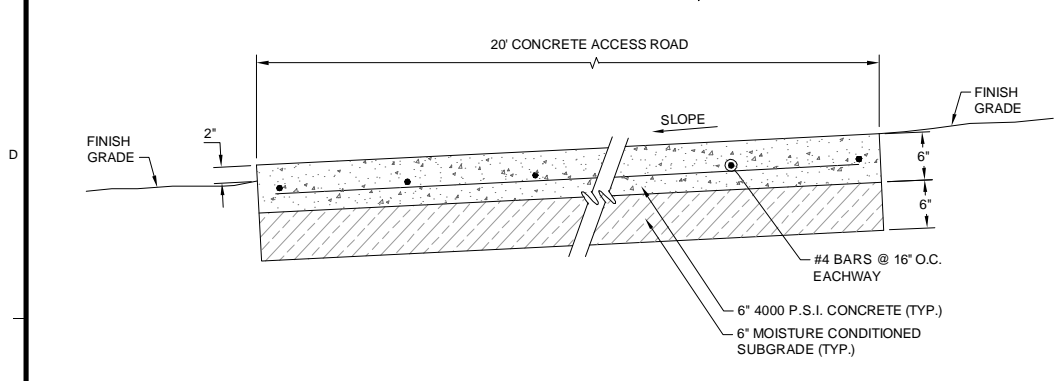 20' CONCRETE ACCESS ROAD
FINISH
GRADE
SLOPE
2"
FINISH
GRADE
D
6"
6"
#4 BARS @ 16" O.C.
EACHWAY
6" 4000 P.S.I. CONCRETE (TYP.)
6" MOISTURE CONDITIONED
SUBGRADE (TYP.)